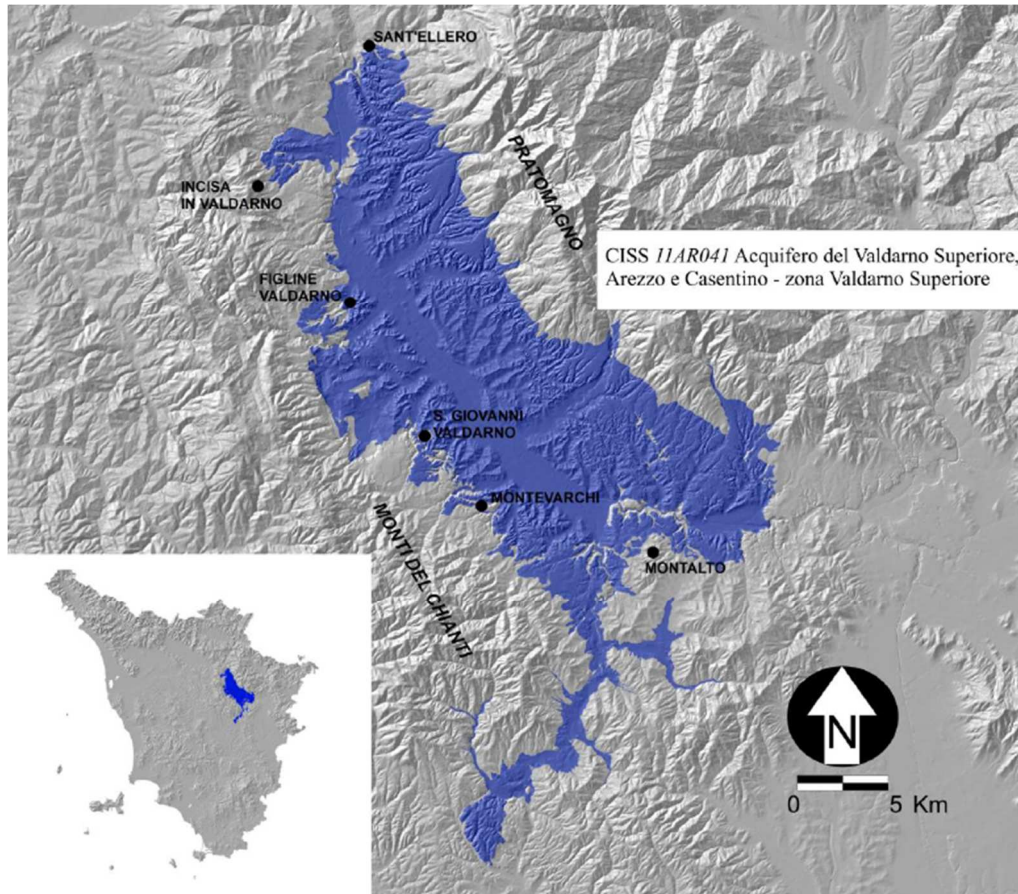 SANT'ELLERO
PRATOMAGNO
INCISA
IN VALDARNO
CISS 11AR041 Acquifero del Valdarno Superiore,
Arezzo e Casentino - zona Valdarno Superiore
FIGLINE
VALDARNO
S. GIOVANNI
VALDARNO
MONTEVARCHI
MONTI DEL CHIANTI
MONTALTO
N
0 5 Km